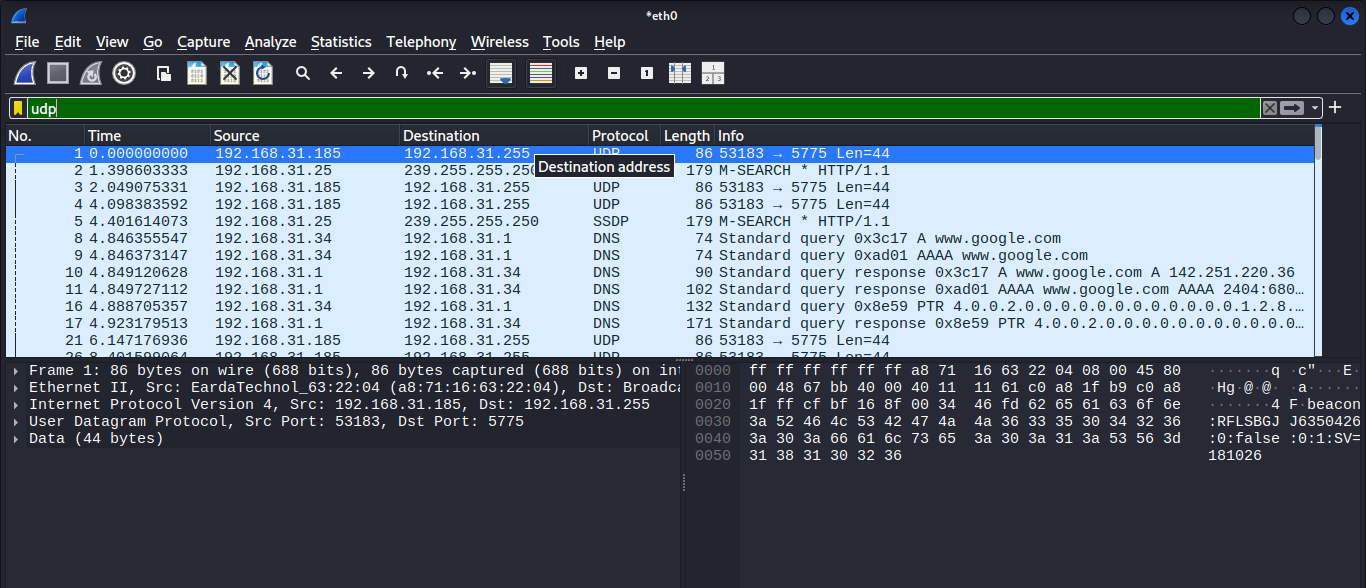 *eth0
File Edit View Go Capture Analyze Statistics Telephony Wireless Tools Help
udp
No. Time Source Destination Protocol Length Info
1 0.000000000 192.168.31.185 192.168.31.255 UDP 86 53183 → 5775 Len=44
Destination address
2 1.398603333 192.168.31.25 239.255.255.250 179 M-SEARCH * HTTP/1.1
3 2.049075331 192.168.31.185 192.168.31.255 UDP 86 53183 → 5775 Len=44
4 4.098383592 192.168.31.185 192.168.31.255 UDP 86 53183 → 5775 Len=44
5 4.401614073 192.168.31.25 239.255.255.250 SSDP 179 M-SEARCH * HTTP/1.1
8 4.846355547 192.168.31.34 192.168.31.1 DNS 74 Standard query 0x3c17 A www.google.com
9 4.846373147 192.168.31.34 192.168.31.1 DNS 74 Standard query 0xad01 AAAA www.google.com
10 4.849120628 192.168.31.1 192.168.31.34 DNS 90 Standard query response 0x3c17 A www.google.com A 142.251.220.36
11 4.849727112 192.168.31.1 192.168.31.34 DNS 102 Standard query response 0xad01 AAAA www.google.com AAAA 2404:680…
16 4.888705357 192.168.31.34 192.168.31.1 DNS 132 Standard query 0x8e59 PTR 4.0.0.2.0.0.0.0.0.0.0.0.0.0.0.0.1.2.8.…
17 4.923179513 192.168.31.1 192.168.31.34 DNS 171 Standard query response 0x8e59 PTR 4.0.0.2.0.0.0.0.0.0.0.0.0.0…
21 6.147176936 192.168.31.185 192.168.31.255 UDP 86 53183 → 5775 Len=44
26 8.401599064 192.168.31.185 192.168.31.255 UDP 86 53183 → 5775 Len=44
Frame 1: 86 bytes on wire (688 bits), 86 bytes captured (688 bits) on in
Ethernet II, Src: EardaTechnol_63:22:04 (a8:71:16:63:22:04), Dst: Broadca
Internet Protocol Version 4, Src: 192.168.31.185, Dst: 192.168.31.255
User Datagram Protocol, Src Port: 53183, Dst Port: 5775
Data (44 bytes)
0000 ff ff ff ff ff ff a8 71 16 63 22 04 08 00 45 80 ·······q ·c"···E·
0010 00 48 67 bb 40 00 40 11 11 61 c0 a8 1f b9 c0 a8 ·Hg·@·@· ·a······
0020 1f ff cf bf 16 8f 00 34 46 fd 62 65 61 63 6f 6e ·······4 F·beacon
0030 3a 52 46 4c 53 42 47 4a 4a 36 33 35 30 34 32 36 :RFLSBGJ J6350426
0040 3a 30 3a 66 61 6c 73 65 3a 30 3a 31 3a 53 56 3d :0:false :0:1:SV=
0050 31 38 31 30 32 36 181026